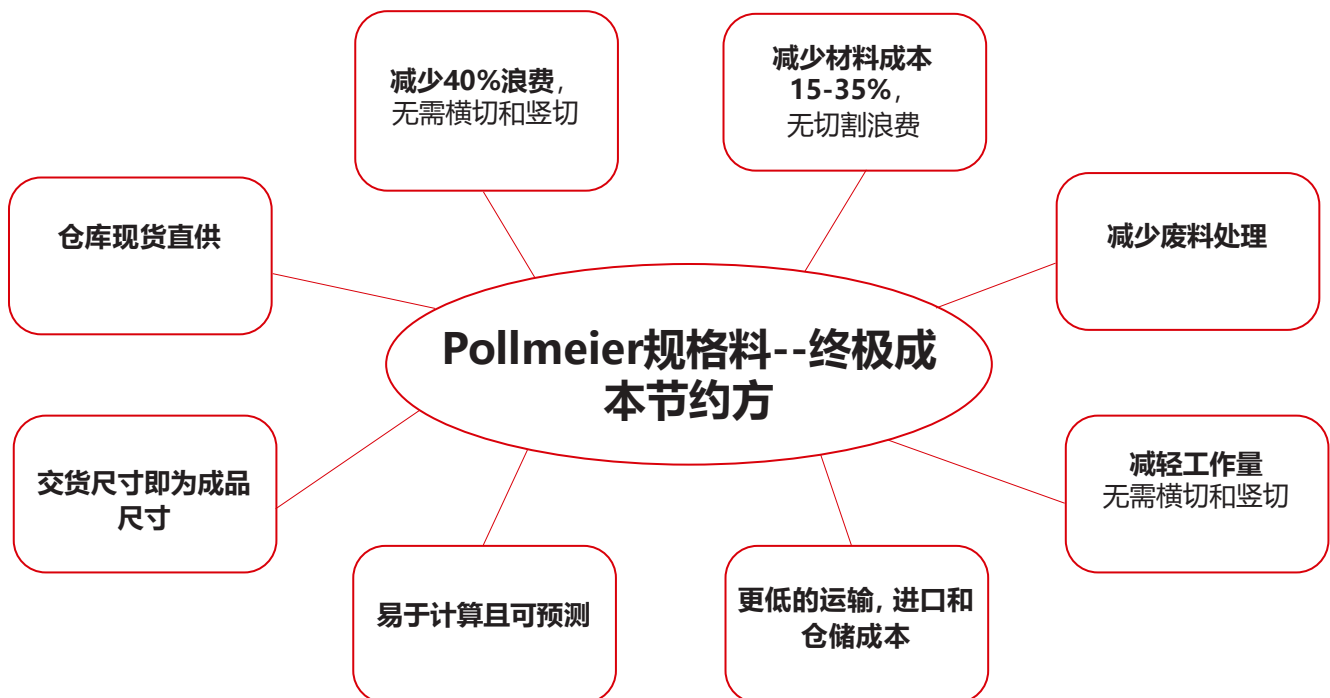 减少40%浪费，
无需横切和竖切
减少材料成本
15-35%，
无切割浪费
仓库现货直供
减少废料处理
Pollmeier规格料--终极成
本节约方
交货尺寸即为成品
尺寸
减轻工作量
无需横切和竖切
易于计算且可预测
更低的运输, 进口和
仓储成本